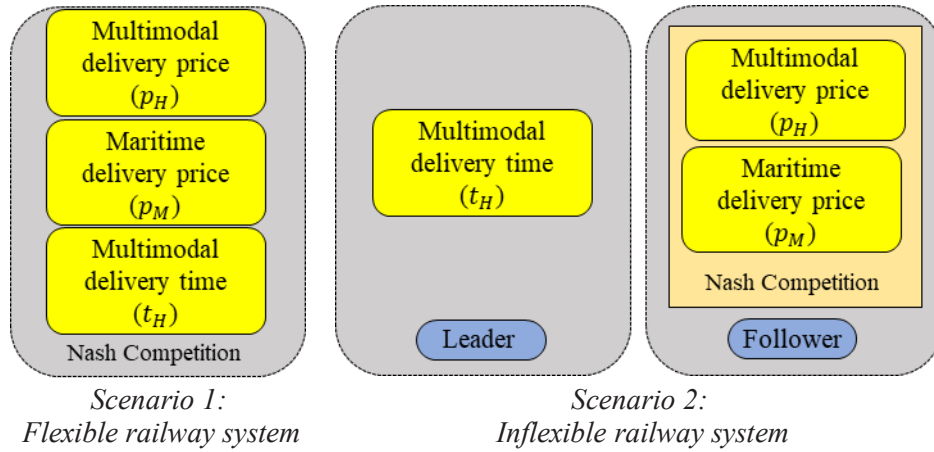 Multimodal
delivery price
(p_H)
Maritime
delivery price
(p_M)
Multimodal
delivery time
(t_H)
Nash Competition
Multimodal
delivery time
(t_H)
Leader
Multimodal
delivery price
(p_H)
Maritime
delivery price
(p_M)
Nash Competition
Follower
Scenario 1:
Flexible railway system
Scenario 2:
Inflexible railway system